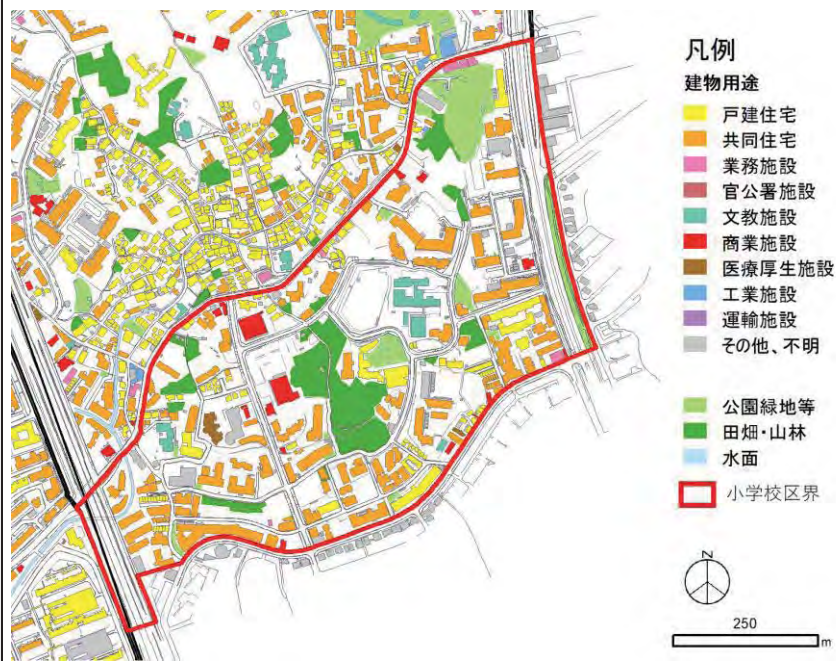 凡例
建物用途
戸建住宅
共同住宅
業務施設
官公署施設
文教施設
商業施設
医療厚生施設
工業施設
運輸施設
その他、不明
公園緑地等
田畑・山林
水面
小学校区界
N
250
m